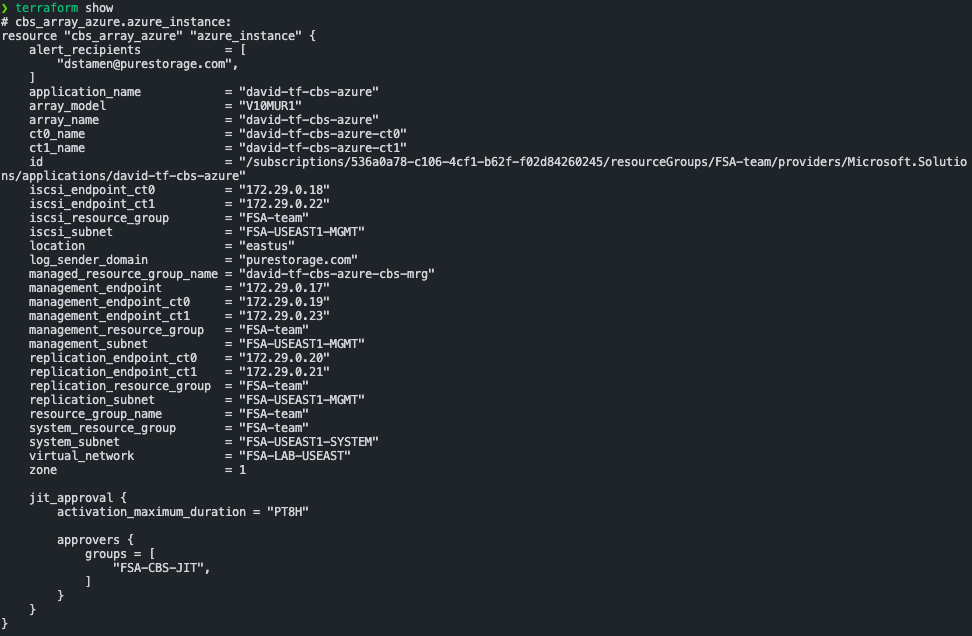 ❯ terraform show
# cbs_array_azure.azure_instance:
resource "cbs_array_azure" "azure_instance" {
    alert_recipients            = [
        "dstamen@purestorage.com",
    ]
    application_name            = "david-tf-cbs-azure"
    array_model                 = "V10MUR1"
    array_name                  = "david-tf-cbs-azure"
    ct0_name                    = "david-tf-cbs-azure-ct0"
    ct1_name                    = "david-tf-cbs-azure-ct1"
    id                          = "/subscriptions/536a0a78-c106-4cf1-b62f-f02d84260245/resourceGroups/FSA-team/providers/Microsoft.Solutio
ns/applications/david-tf-cbs-azure"
    iscsi_endpoint_ct0          = "172.29.0.18"
    iscsi_endpoint_ct1          = "172.29.0.22"
    iscsi_resource_group        = "FSA-team"
    iscsi_subnet                = "FSA-USEAST1-MGMT"
    location                    = "eastus"
    log_sender_domain           = "purestorage.com"
    managed_resource_group_name = "david-tf-cbs-azure-cbs-mrg"
    management_endpoint         = "172.29.0.17"
    management_endpoint_ct0     = "172.29.0.19"
    management_endpoint_ct1     = "172.29.0.23"
    management_resource_group   = "FSA-team"
    management_subnet           = "FSA-USEAST1-MGMT"
    replication_endpoint_ct0    = "172.29.0.20"
    replication_endpoint_ct1    = "172.29.0.21"
    replication_resource_group  = "FSA-team"
    replication_subnet          = "FSA-USEAST1-MGMT"
    resource_group_name         = "FSA-team"
    system_resource_group       = "FSA-team"
    system_subnet               = "FSA-USEAST1-SYSTEM"
    virtual_network             = "FSA-LAB-USEAST"
    zone                        = 1
    jit_approval {
        activation_maximum_duration = "PT8H"
        approvers {
            groups = [
                "FSA-CBS-JIT",
            ]
        }
    }
}